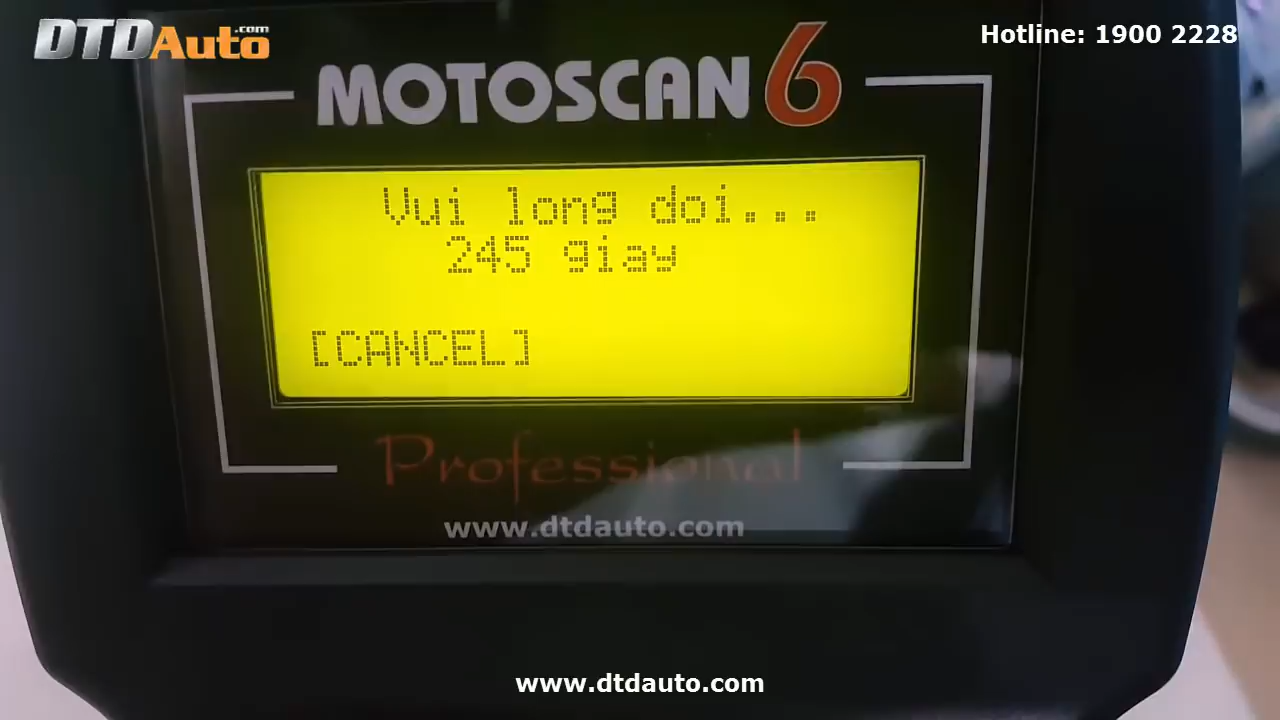 DTDAuto.com
Hotline: 1900 2228
MOTOSCAN 6
Vui long doi...
245 giay
[CANCEL]
Professional
www.dtdauto.com
www.dtdauto.com